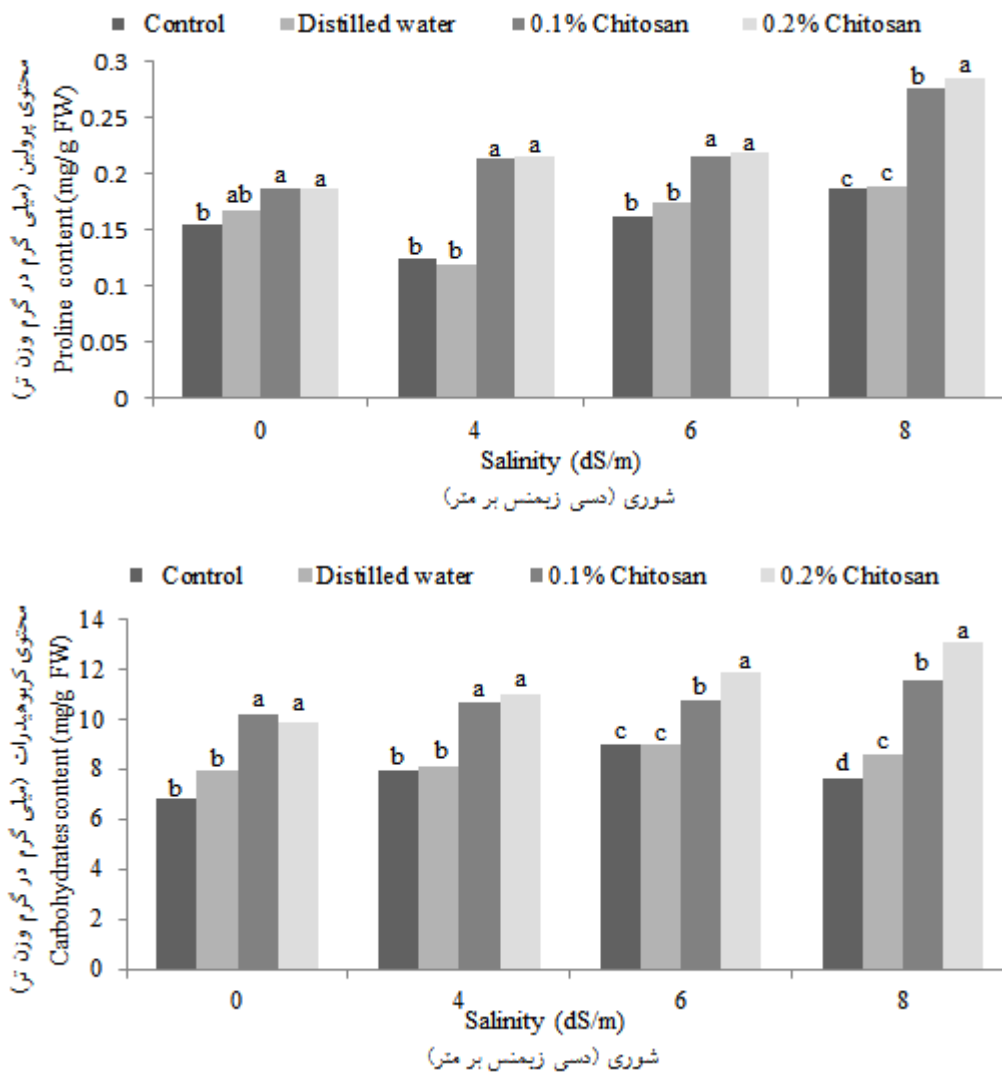 Control Distilled water 0.1% Chitosan 0.2% Chitosan
محتوی پرولین (میلی گرم در گرم وزن تر)
Proline content (mg/g FW)
0.3
0.25
0.2
0.15
0.1
0.05
0
b ab a a
b b a a
b b a a
c c b a
0 4 6 8
Salinity (dS/m)
شوری (دسی زیمنس بر متر)
Control Distilled water 0.1% Chitosan 0.2% Chitosan
محتوی کربوهیدرات (میلی گرم در گرم وزن تر)
Carbohydrates content (mg/g FW)
14
12
10
8
6
4
2
0
b b a a
b b a a
c c b a
d c b a
0 4 6 8
Salinity (dS/m)
شوری (دسی زیمنس بر متر)